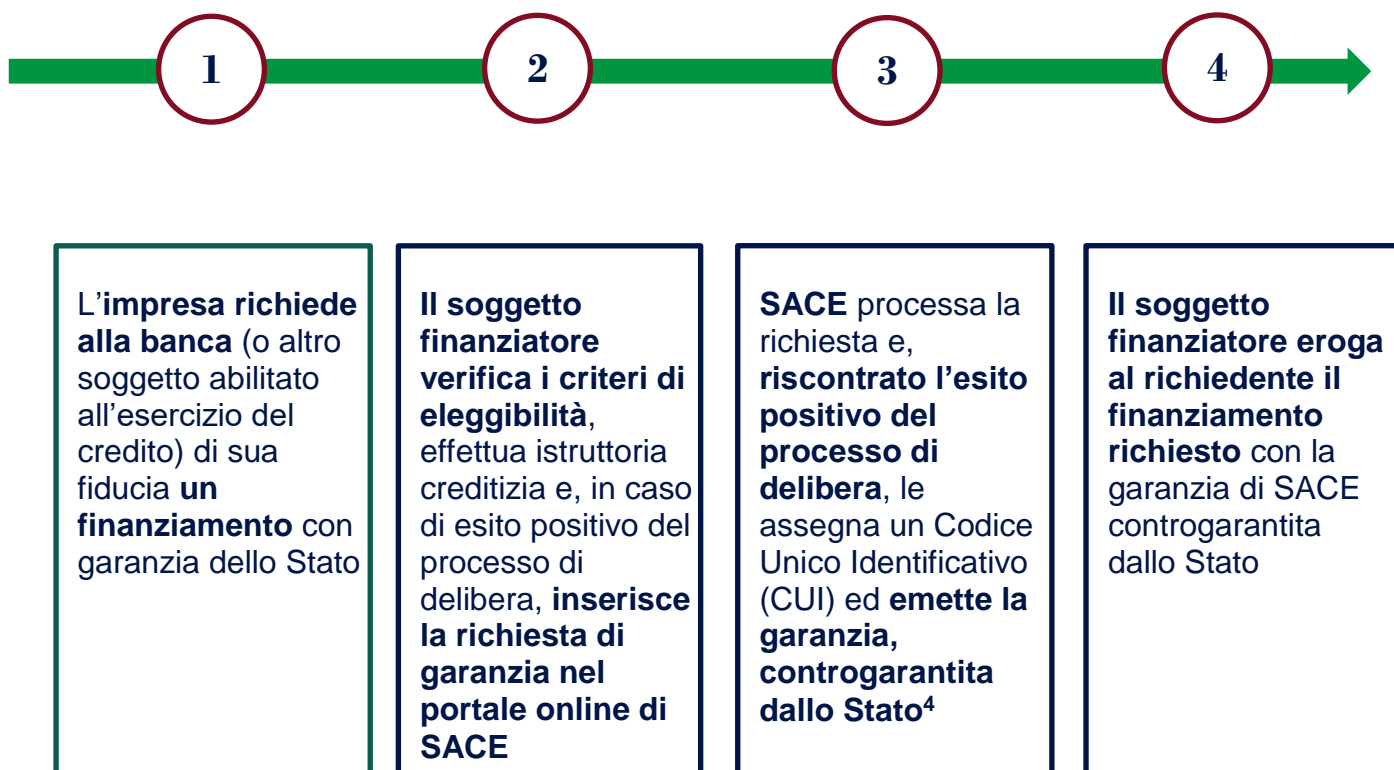 1
2
3
4
L’impresa richiede
alla banca (o altro
soggetto abilitato
all’esercizio del
credito) di sua
fiducia un
finanziamento con
garanzia dello Stato
Il soggetto
finanziatore
verifica i criteri di
eleggibilità,
effettua istruttoria
creditizia e, in caso
di esito positivo del
processo di
delibera, inserisce
la richiesta di
garanzia nel
portale online di
SACE
SACE processa la
richiesta e,
riscontrato l’esito
positivo del
processo di
delibera, le
assegna un Codice
Unico Identificativo
(CUI) ed emette la
garanzia,
controgarantita
dallo Stato⁴
Il soggetto
finanziatore eroga
al richiedente il
finanziamento
richiesto con la
garanzia di SACE
controgarantita
dallo Stato